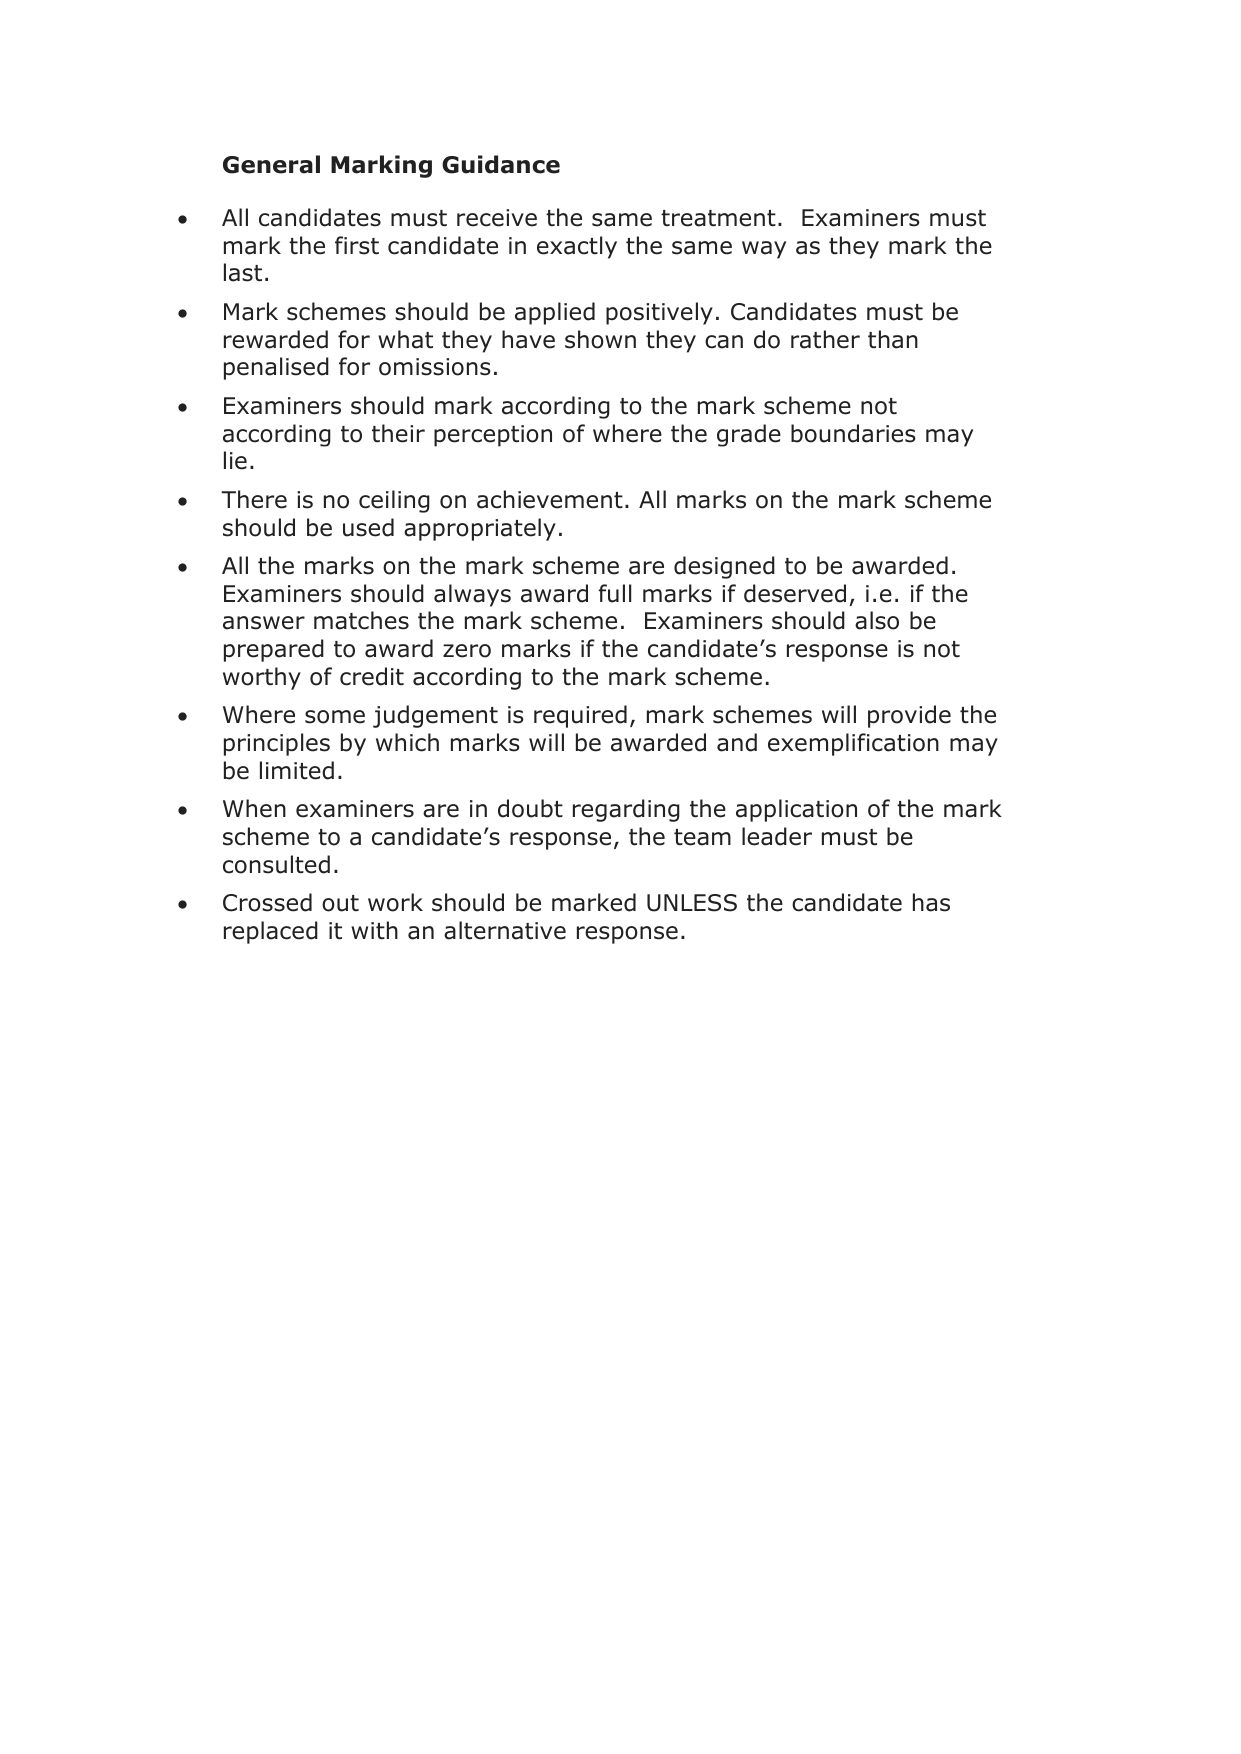 General Marking Guidance
• All candidates must receive the same treatment.  Examiners must
mark the first candidate in exactly the same way as they mark the
last.
• Mark schemes should be applied positively. Candidates must be
rewarded for what they have shown they can do rather than
penalised for omissions.
• Examiners should mark according to the mark scheme not
according to their perception of where the grade boundaries may
lie.
• There is no ceiling on achievement. All marks on the mark scheme
should be used appropriately.
• All the marks on the mark scheme are designed to be awarded.
Examiners should always award full marks if deserved, i.e. if the
answer matches the mark scheme.  Examiners should also be
prepared to award zero marks if the candidate’s response is not
worthy of credit according to the mark scheme.
• Where some judgement is required, mark schemes will provide the
principles by which marks will be awarded and exemplification may
be limited.
• When examiners are in doubt regarding the application of the mark
scheme to a candidate’s response, the team leader must be
consulted.
• Crossed out work should be marked UNLESS the candidate has
replaced it with an alternative response.